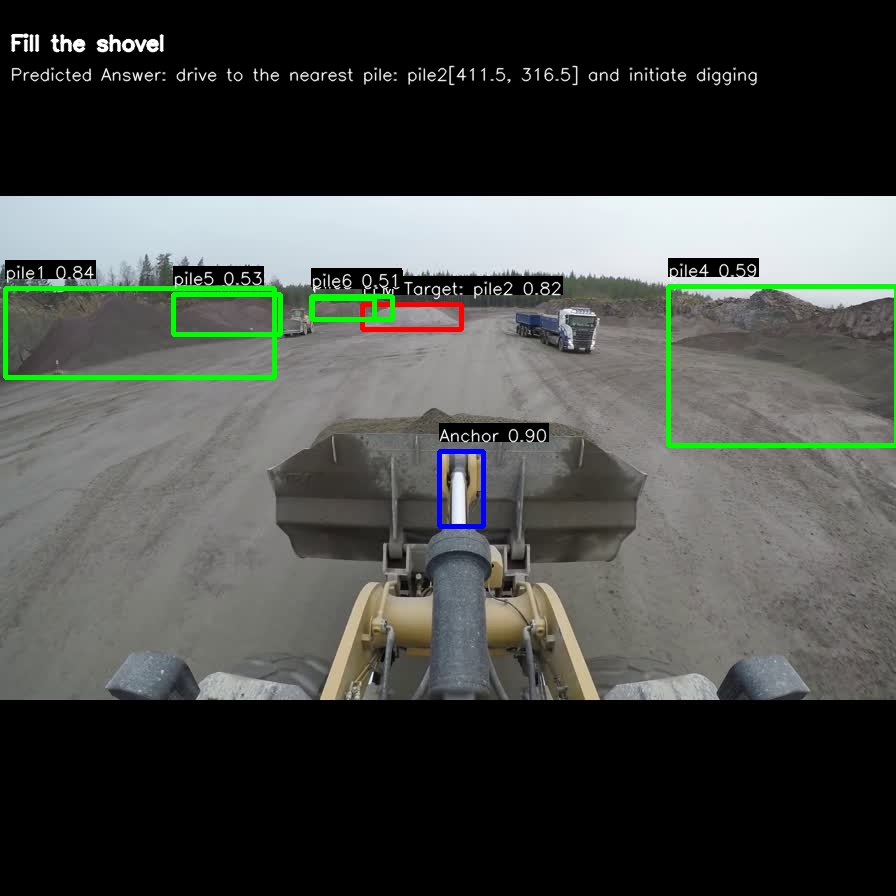 Fill the shovel
Predicted Answer: drive to the nearest pile: pile2[411.5, 316.5] and initiate digging
pile4 0.59
pile1 0.84
pile5 0.53
pile6 0.51
Target: pile2 0.82
Anchor 0.90